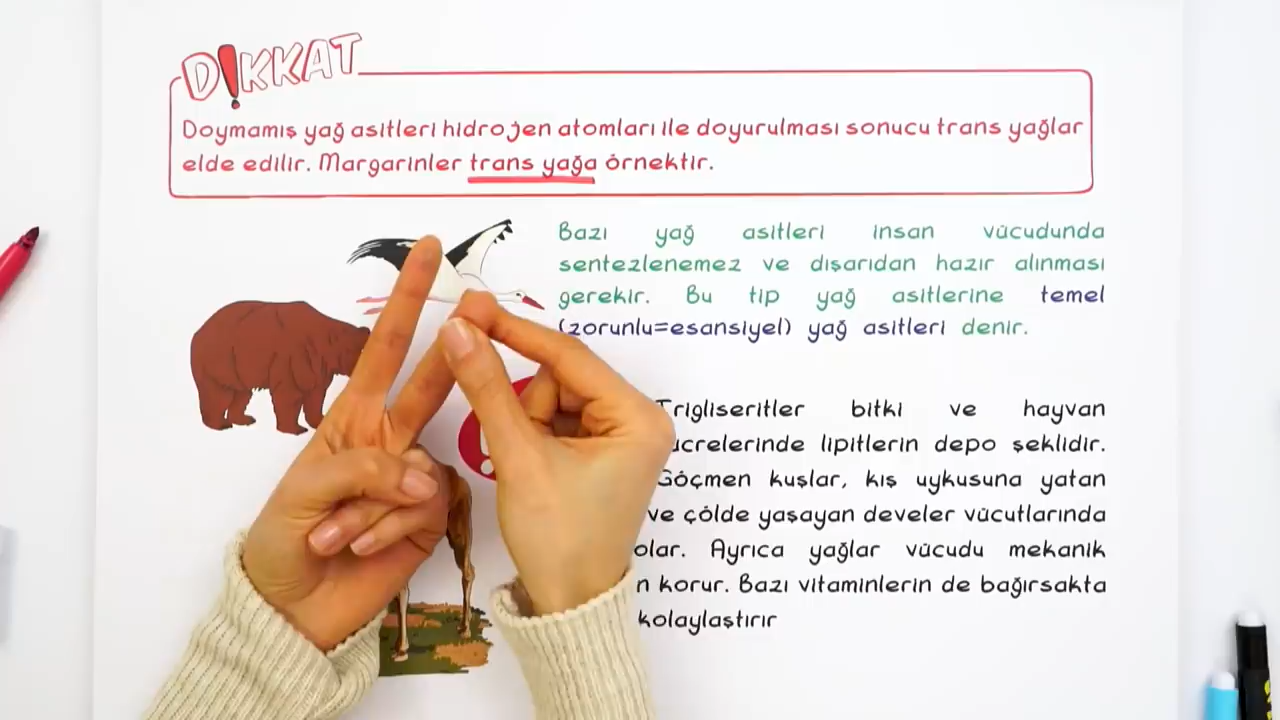 DİKKAT
Doymamış yağ asitleri hidrojen atomları ile doyurulması sonucu trans yağlar
elde edilir. Margarinler trans yağa örnektir.
Bazı yağ asitleri insan vücudunda
sentezlenemez ve dışarıdan hazır alınması
gerekir. Bu tip yağ asitlerine temel
(zorunlu=esansiyel) yağ asitleri denir.
Trigliseritler bitki ve hayvan
ücrelerinde lipitlerin depo şeklidir.
Göçmen kuşlar, kış uykusuna yatan
ve çölde yaşayan develer vücutlarında
olar. Ayrıca yağlar vücudu mekanik
n korur. Bazı vitaminlerin de bağırsakta
kolaylaştırır